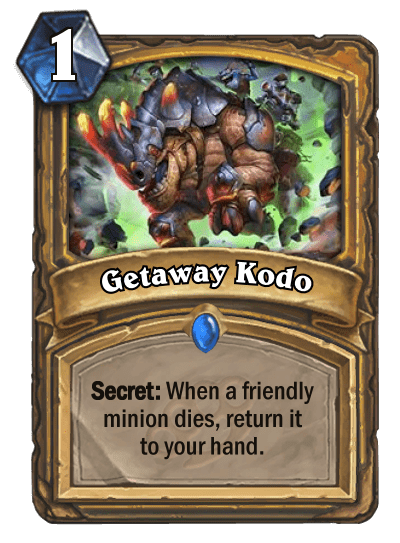 1
Getaway Kodo
Secret: When a friendly
minion dies, return it
to your hand.